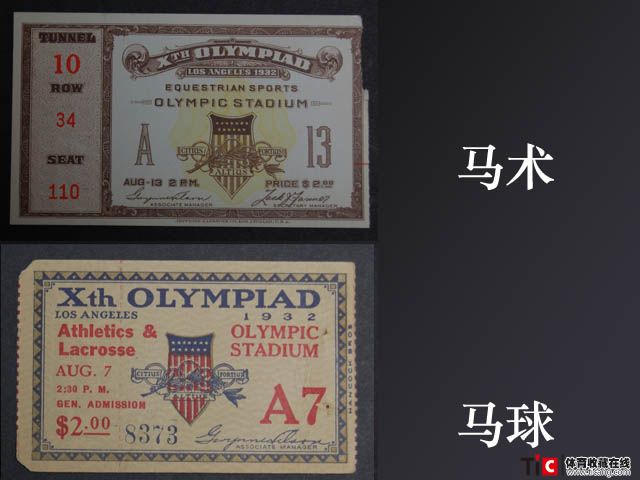 TUNNEL
10
ROW
34
SEAT
110
XTH OLYMPIAD
LOS ANGELES 1932
EQUESTRIAN SPORTS
OLYMPIC STADIUM
A
13
CITIUS FORTIUS
ALTIUS
AUG-13 2 P.M.
PRICE $2.00
ASSOCIATE MANAGER
SECRETARY MANAGER
马术
Xth OLYMPIAD
LOS ANGELES 1932
Athletics &
Lacrosse
OLYMPIC
STADIUM
AUG. 7
2:30 P. M.
GEN. ADMISSION
$2.00
8373
CITIUS FORTIUS
A7
ASSOCIATE MANAGER
马球
TiC 体育收藏在线